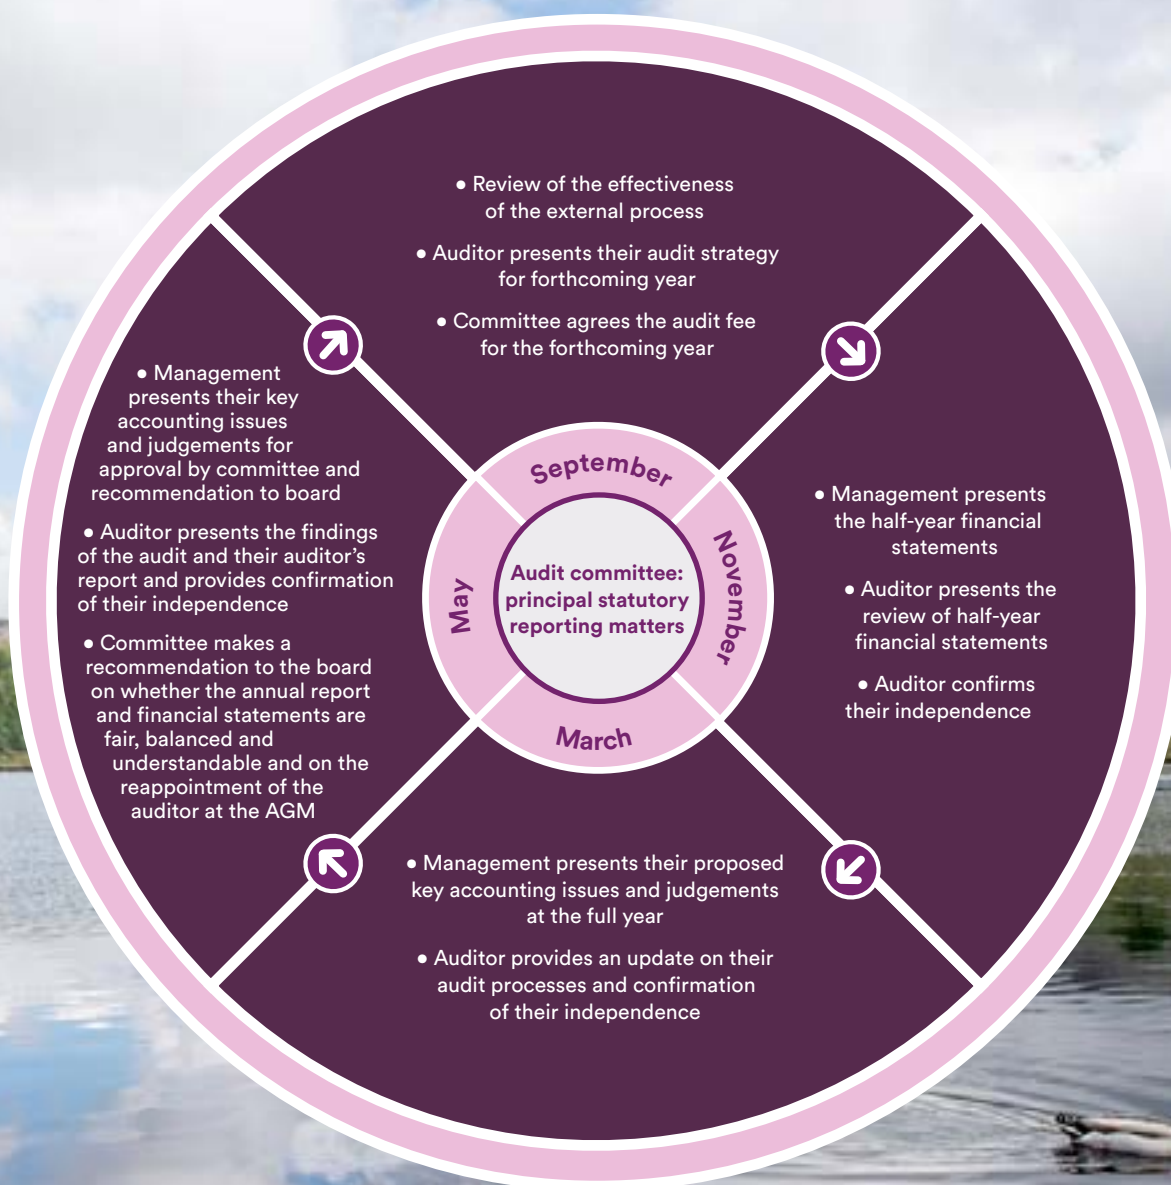 ● Review of the effectiveness
of the external process
● Auditor presents their audit strategy
for forthcoming year
● Committee agrees the audit fee
for the forthcoming year
● Management
presents their key
accounting issues
and judgements for
approval by committee and
recommendation to board
● Auditor presents the findings
of the audit and their auditor’s
report and provides confirmation
of their independence
● Committee makes a
recommendation to the board
on whether the annual report
and financial statements are
fair, balanced and
understandable and on the
reappointment of the
auditor at the AGM
September
November
March
May
Audit committee:
principal statutory
reporting matters
● Management presents
the half-year financial
statements
● Auditor presents the
review of half-year
financial statements
● Auditor confirms
their independence
● Management presents their proposed
key accounting issues and judgements
at the full year
● Auditor provides an update on their
audit processes and confirmation
of their independence